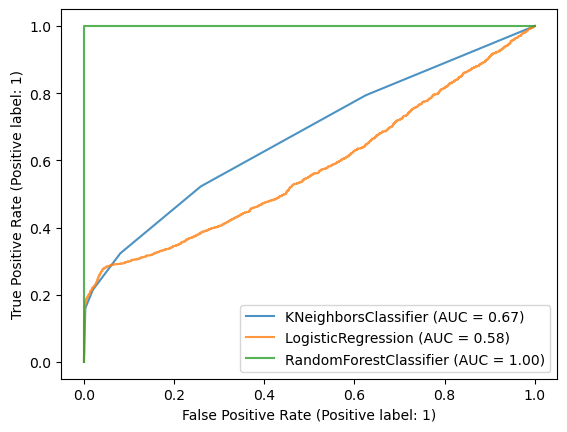 1.0
0.8
0.6
0.4
0.2
0.0
True Positive Rate (Positive label: 1)
KNeighborsClassifier (AUC = 0.67)
LogisticRegression (AUC = 0.58)
RandomForestClassifier (AUC = 1.00)
0.0 0.2 0.4 0.6 0.8 1.0
False Positive Rate (Positive label: 1)